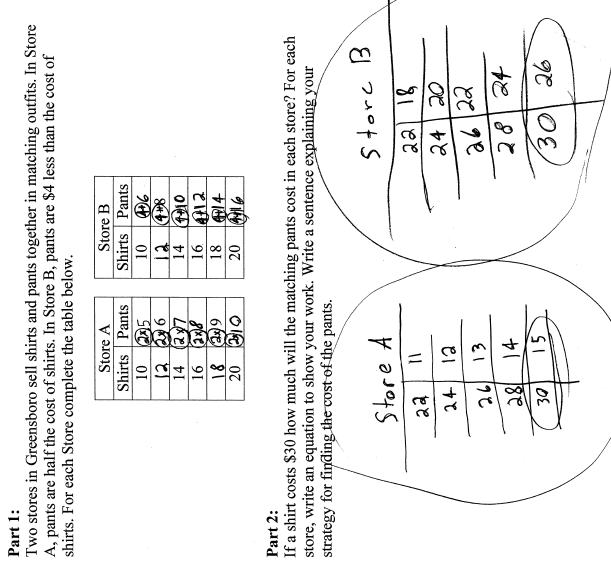 Part 1:
Two stores in Greensboro sell shirts and pants together in matching outfits. In Store
A, pants are half the cost of shirts. In Store B, pants are $4 less than the cost of
shirts. For each Store complete the table below.
Store A
Shirts Pants
10 2x 5
12 2x 6
14 2x 7
16 2x 8
18 2x 9
20 2x 10
Store B
Shirts Pants
10 4+ 6
12 4+ 8
14 4+ 10
16 4+ 12
18 4+ 14
20 4+ 16
Part 2:
If a shirt costs $30 how much will the matching pants cost in each store? For each
store, write an equation to show your work. Write a sentence explaining your
strategy for finding the cost of the pants.
Store A
22 11
24 12
26 13
28 14
30 15
Store B
22 18
24 20
26 22
28 24
30 26